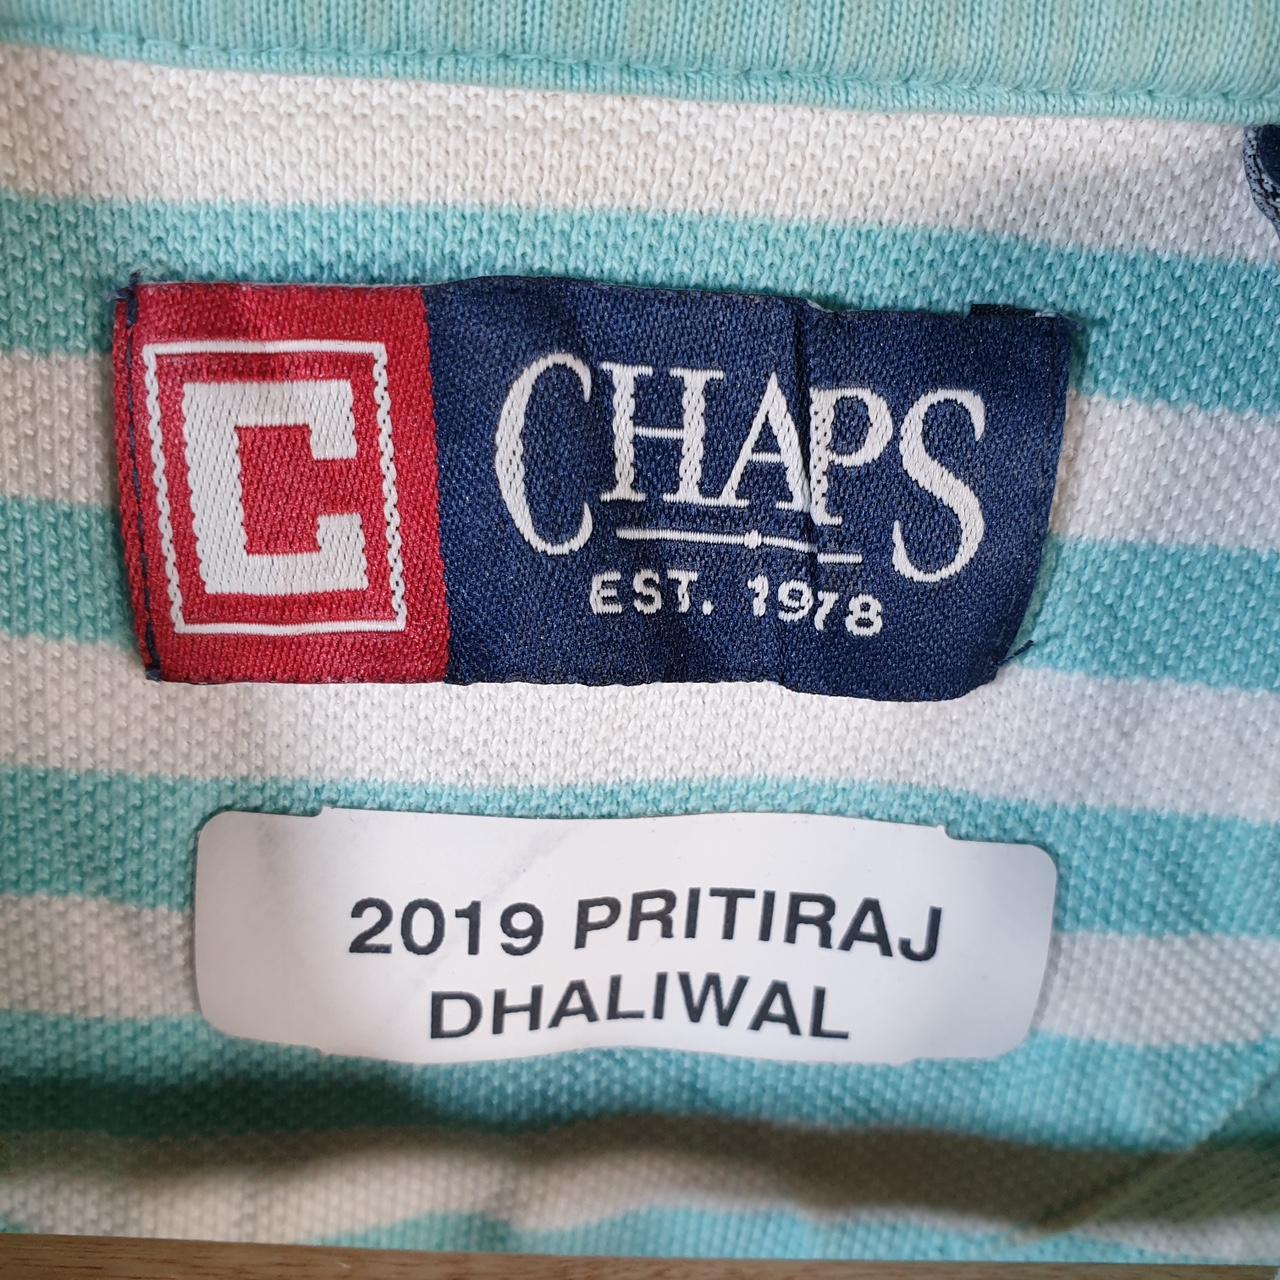 C
CHAPS
EST. 1978
2019 PRITIRAJ
DHALIWAL